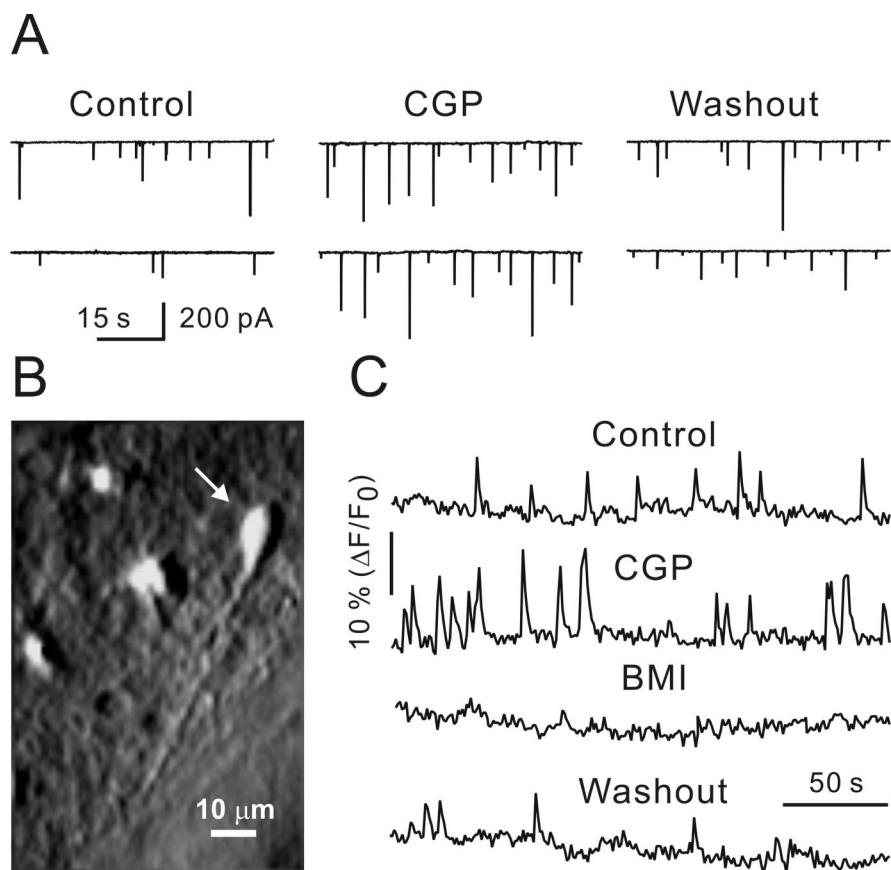 A
Control CGP Washout
15 s 200 pA
B
C
Control
CGP
10 % (ΔF/F₀)
BMI
Washout
50 s
10 μm